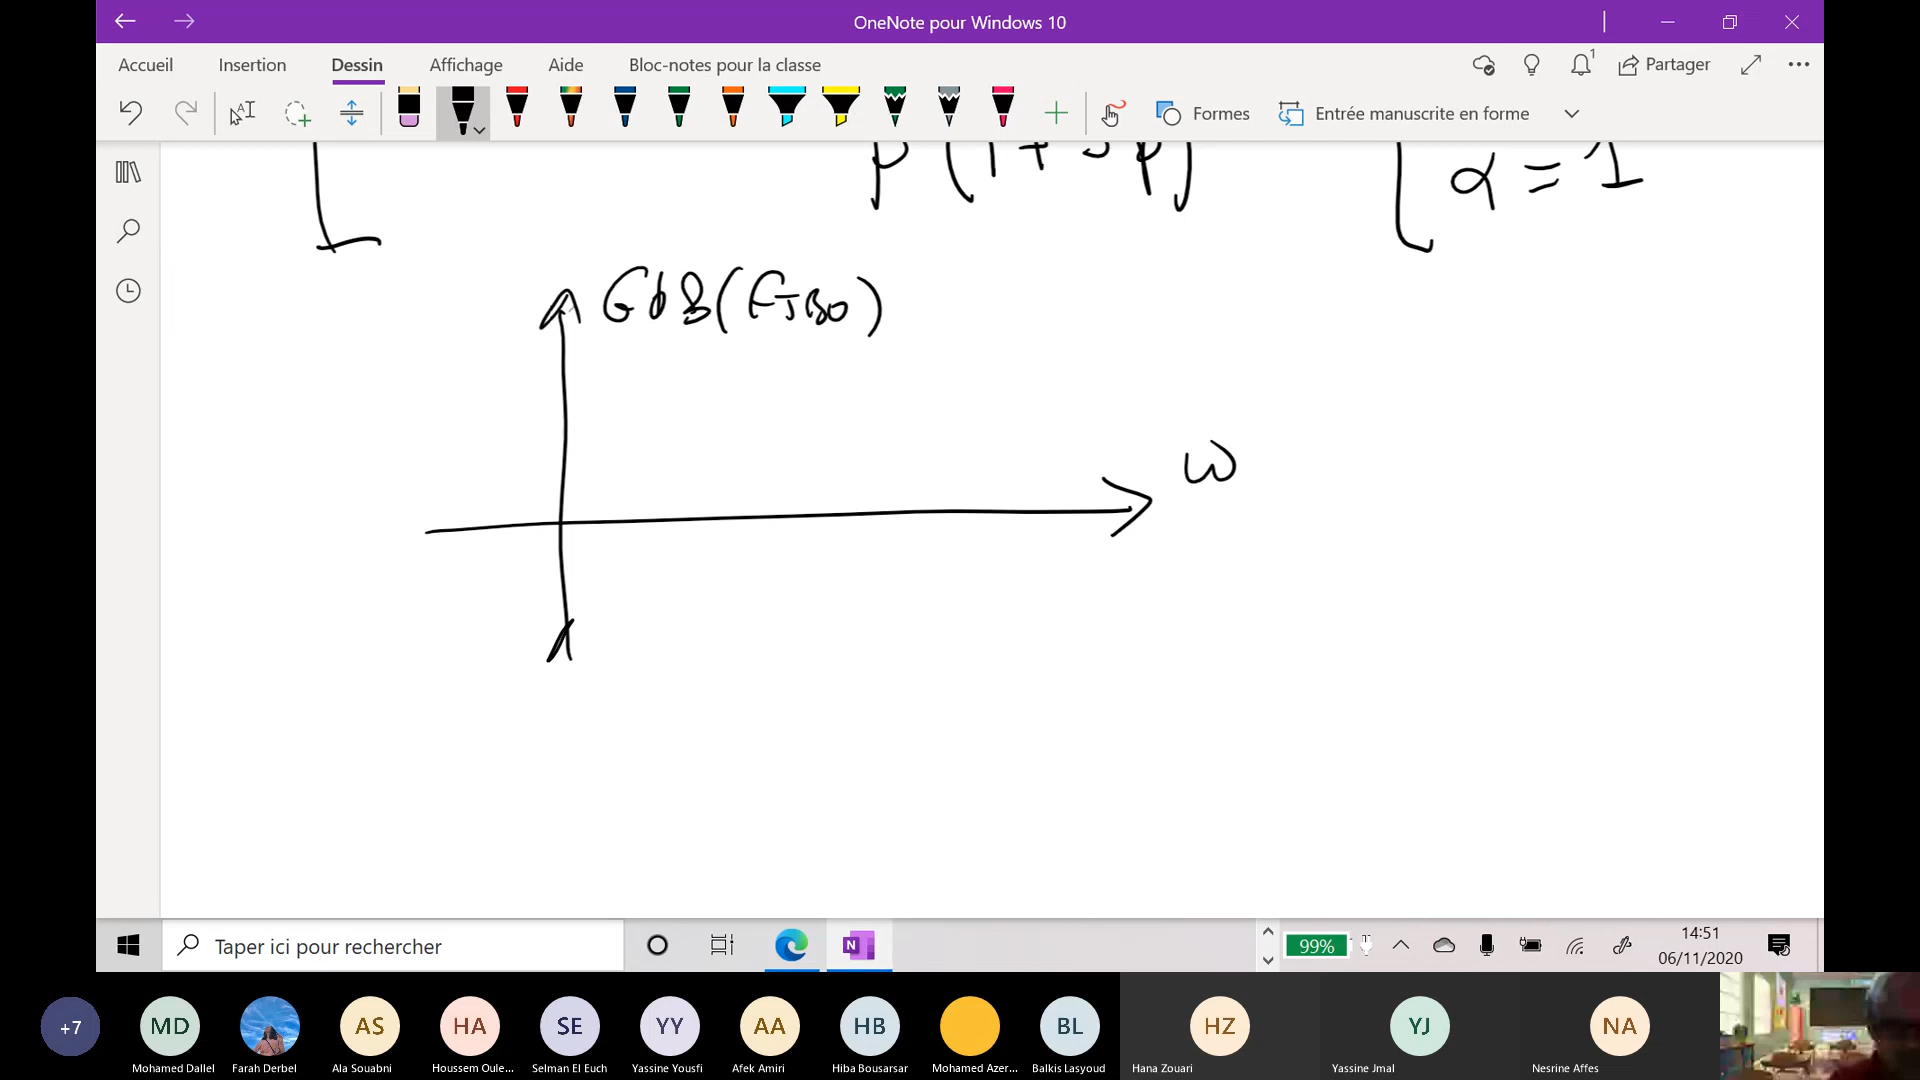 OneNote pour Windows 10
Accueil Insertion Dessin Affichage Aide Bloc-notes pour la classe 1 Partager
Formes Entrée manuscrite en forme
p(1+ p) α = 1
GdB(FTBO)
ω
Taper ici pour rechercher
99%
14:51
06/11/2020
+7 MD AS HA SE YY AA HB BL HZ YJ NA
Mohamed Dallel Farah Derbel Ala Souabni Houssem Oule... Selman El Euch Yassine Yousfi Afek Amiri Hiba Bousarsar Mohamed Azer... Balkis Lasyoud Hana Zouari Yassine Jmal Nesrine Affes